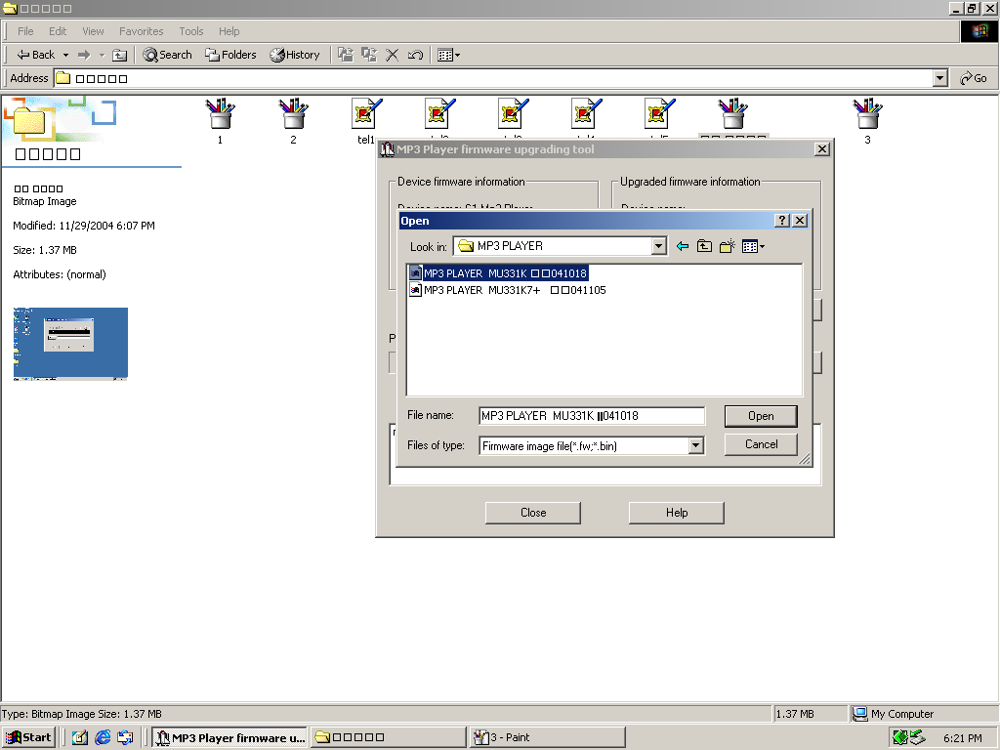 □□□□□
File Edit View Favorites Tools Help
Back Search Folders History
Address □□□□□ Go
1 2 tel1 3
□□□□□
□□ □□□□
Bitmap Image
Modified: 11/29/2004 6:07 PM
Size: 1.37 MB
Attributes: (normal)
MP3 Player firmware upgrading tool
Device firmware information Upgraded firmware information
Device name: S1 Mp3 Player Device name:
Open
Look in: MP3 PLAYER
MP3 PLAYER MU331K □□041018
MP3 PLAYER MU331K7+ □□041105
File name: MP3 PLAYER MU331K ||041018 Open
Files of type: Firmware image file(*.fw;*.bin) Cancel
Close Help
Type: Bitmap Image Size: 1.37 MB 1.37 MB My Computer
Start MP3 Player firmware u... □□□□□ 3 - Paint 6:21 PM